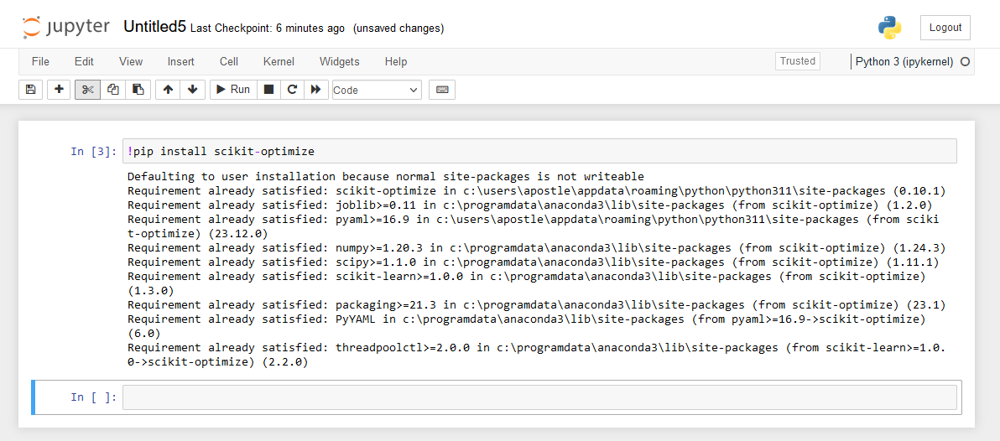 jupyter Untitled5 Last Checkpoint: 6 minutes ago (unsaved changes) Logout
File Edit View Insert Cell Kernel Widgets Help Trusted Python 3 (ipykernel)
Run Code
In [3]: !pip install scikit-optimize
Defaulting to user installation because normal site-packages is not writeable
Requirement already satisfied: scikit-optimize in c:\users\apostle\appdata\roaming\python\python311\site-packages (0.10.1)
Requirement already satisfied: joblib>=0.11 in c:\programdata\anaconda3\lib\site-packages (from scikit-optimize) (1.2.0)
Requirement already satisfied: pyaml>=16.9 in c:\users\apostle\appdata\roaming\python\python311\site-packages (from sciki
t-optimize) (23.12.0)
Requirement already satisfied: numpy>=1.20.3 in c:\programdata\anaconda3\lib\site-packages (from scikit-optimize) (1.24.3)
Requirement already satisfied: scipy>=1.1.0 in c:\programdata\anaconda3\lib\site-packages (from scikit-optimize) (1.11.1)
Requirement already satisfied: scikit-learn>=1.0.0 in c:\programdata\anaconda3\lib\site-packages (from scikit-optimize)
(1.3.0)
Requirement already satisfied: packaging>=21.3 in c:\programdata\anaconda3\lib\site-packages (from scikit-optimize) (23.1)
Requirement already satisfied: PyYAML in c:\programdata\anaconda3\lib\site-packages (from pyaml>=16.9->scikit-optimize)
(6.0)
Requirement already satisfied: threadpoolctl>=2.0.0 in c:\programdata\anaconda3\lib\site-packages (from scikit-learn>=1.0.
0->scikit-optimize) (2.2.0)
In [ ]: